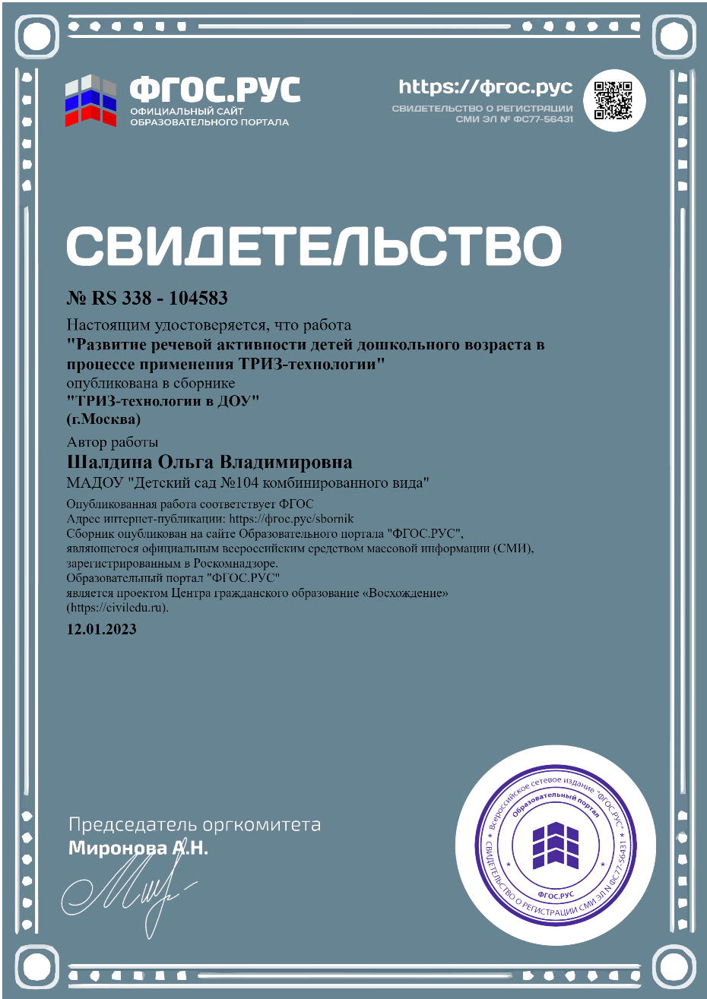 ФГОС.РУС
ОФИЦИАЛЬНЫЙ САЙТ
ОБРАЗОВАТЕЛЬНОГО ПОРТАЛА
https://фгос.рус
СВИДЕТЕЛЬСТВО О РЕГИСТРАЦИИ
СМИ ЭЛ № ФС77-56431
СВИДЕТЕЛЬСТВО
№ RS 338 - 104583
Настоящим удостоверяется, что работа
"Развитие речевой активности детей дошкольного возраста в
процессе применения ТРИЗ-технологии"
опубликована в сборнике
"ТРИЗ-технологии в ДОУ"
(г.Москва)
Автор работы
Шалдина Ольга Владимировна
МАДОУ "Детский сад №104 комбинированного вида"
Опубликованная работа соответствует ФГОС
Адрес интернет-публикации: https://фгос.рус/sbornik
Сборник опубликован на сайте Образовательного портала "ФГОС.РУС",
являющегося официальным всероссийским средством массовой информации (СМИ),
зарегистрированным в Роскомнадзоре.
Образовательный портал "ФГОС.РУС"
является проектом Центра гражданского образование «Восхождение»
(https://civiledu.ru).
12.01.2023
Председатель оргкомитета
Миронова А.Н.
* Всероссийское сетевое издание "ФГОС.РУС" *
СВИДЕТЕЛЬСТВО О РЕГИСТРАЦИИ СМИ ЭЛ N ФС77-56431
Образовательный портал
* ФГОС.РУС *